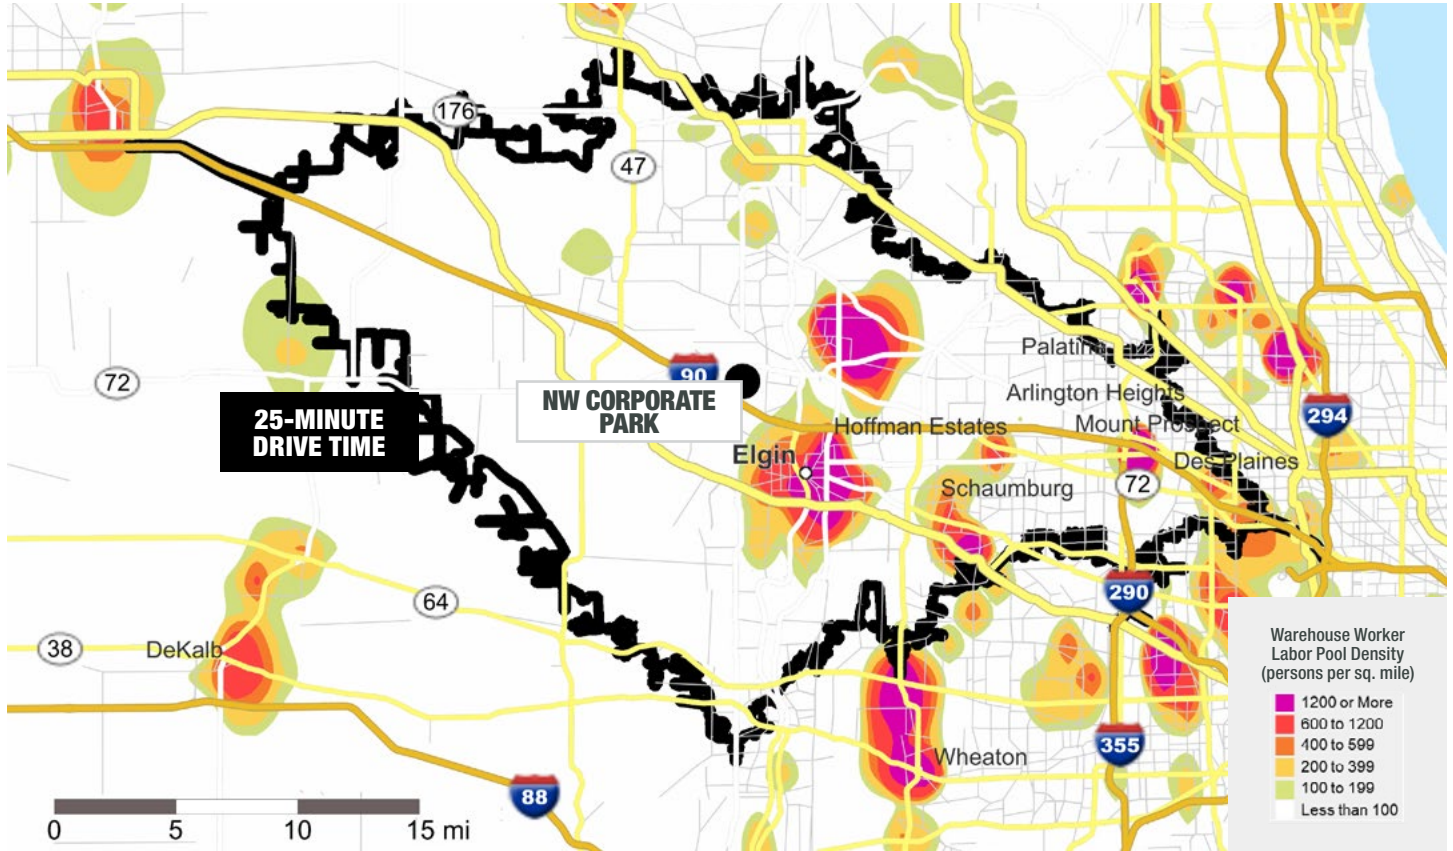 176
47
72
90
25-MINUTE
DRIVE TIME
NW CORPORATE
PARK
Palatine
Arlington Heights
294
Hoffman Estates
Mount Prospect
Elgin
Des Plaines
Schaumburg
72
64
290
38
DeKalb
Wheaton
355
88
0 5 10 15 mi
Warehouse Worker
Labor Pool Density
(persons per sq. mile)
1200 or More
600 to 1200
400 to 599
200 to 399
100 to 199
Less than 100